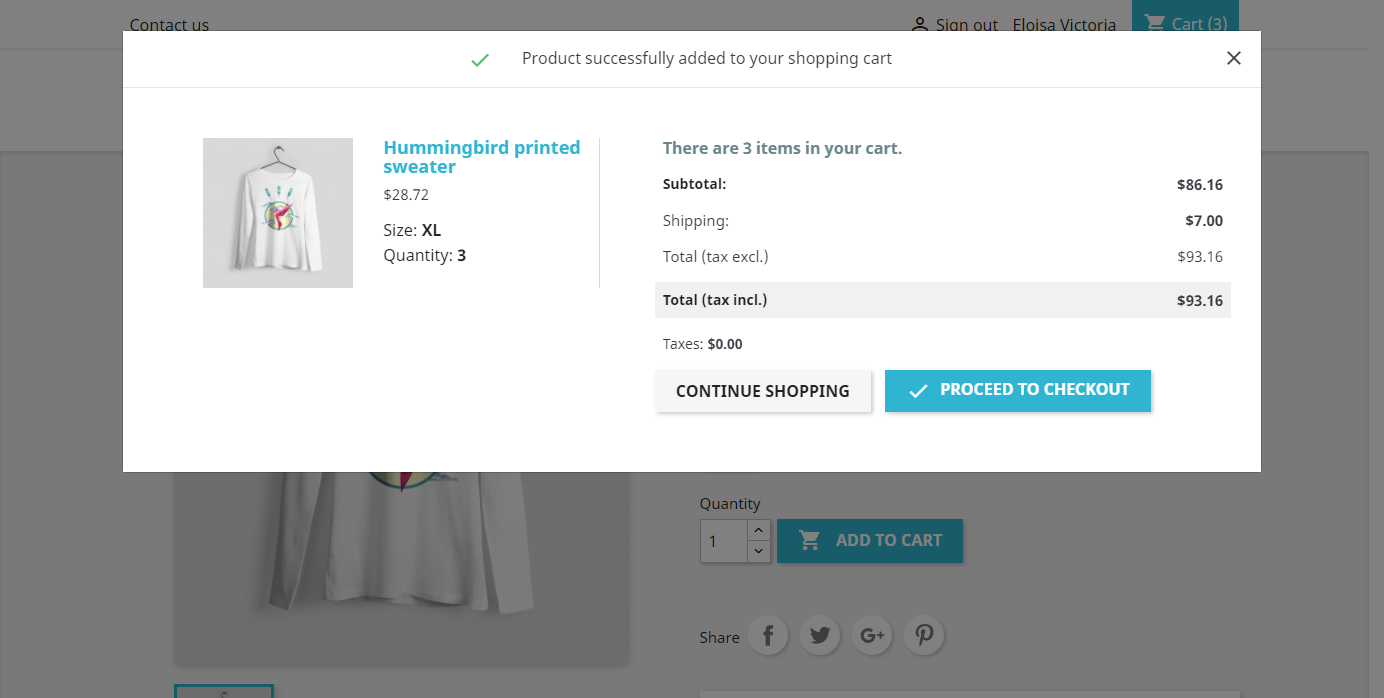 Contact us
Sign out Eloisa Victoria Cart (3)
Product successfully added to your shopping cart
Hummingbird printed
sweater
$28.72
Size: XL
Quantity: 3
There are 3 items in your cart.
Subtotal: $86.16
Shipping: $7.00
Total (tax excl.) $93.16
Total (tax incl.) $93.16
Taxes: $0.00
CONTINUE SHOPPING PROCEED TO CHECKOUT
Quantity
1 ADD TO CART
Share